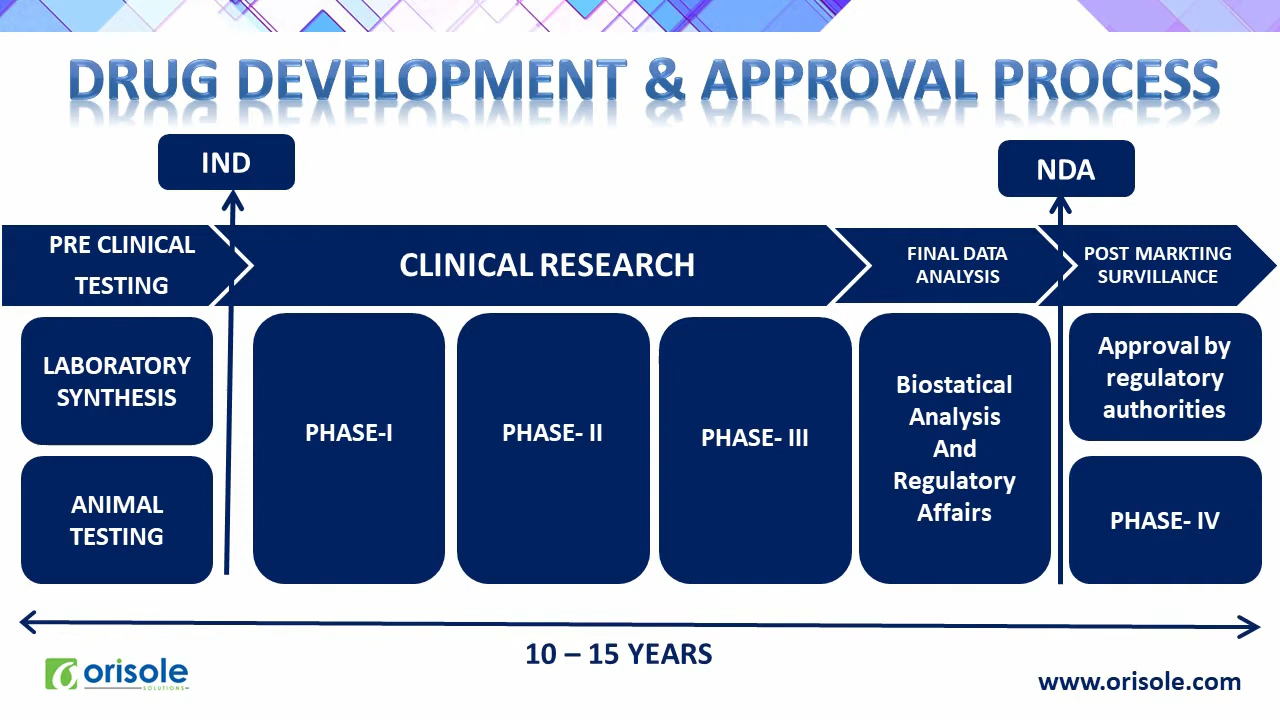 DRUG DEVELOPMENT & APPROVAL PROCESS
IND
NDA
PRE CLINICAL
TESTING
CLINICAL RESEARCH
FINAL DATA
ANALYSIS
POST MARKTING
SURVILLANCE
LABORATORY
SYNTHESIS
ANIMAL
TESTING
PHASE-I
PHASE- II
PHASE- III
Biostatical
Analysis
And
Regulatory
Affairs
Approval by
regulatory
authorities
PHASE- IV
10 – 15 YEARS
orisole
SOLUTIONS
www.orisole.com